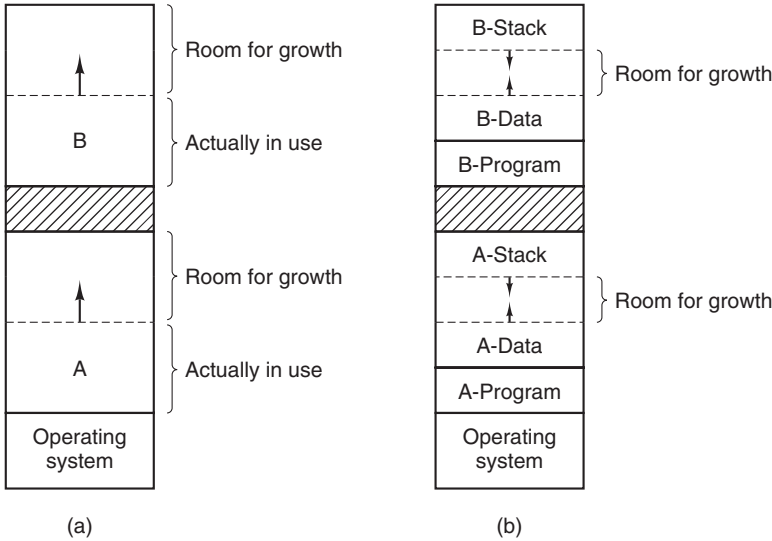 Room for growth
B
Actually in use
Room for growth
A
Actually in use
Operating
system
(a)
B-Stack
Room for growth
B-Data
B-Program
A-Stack
Room for growth
A-Data
A-Program
Operating
system
(b)